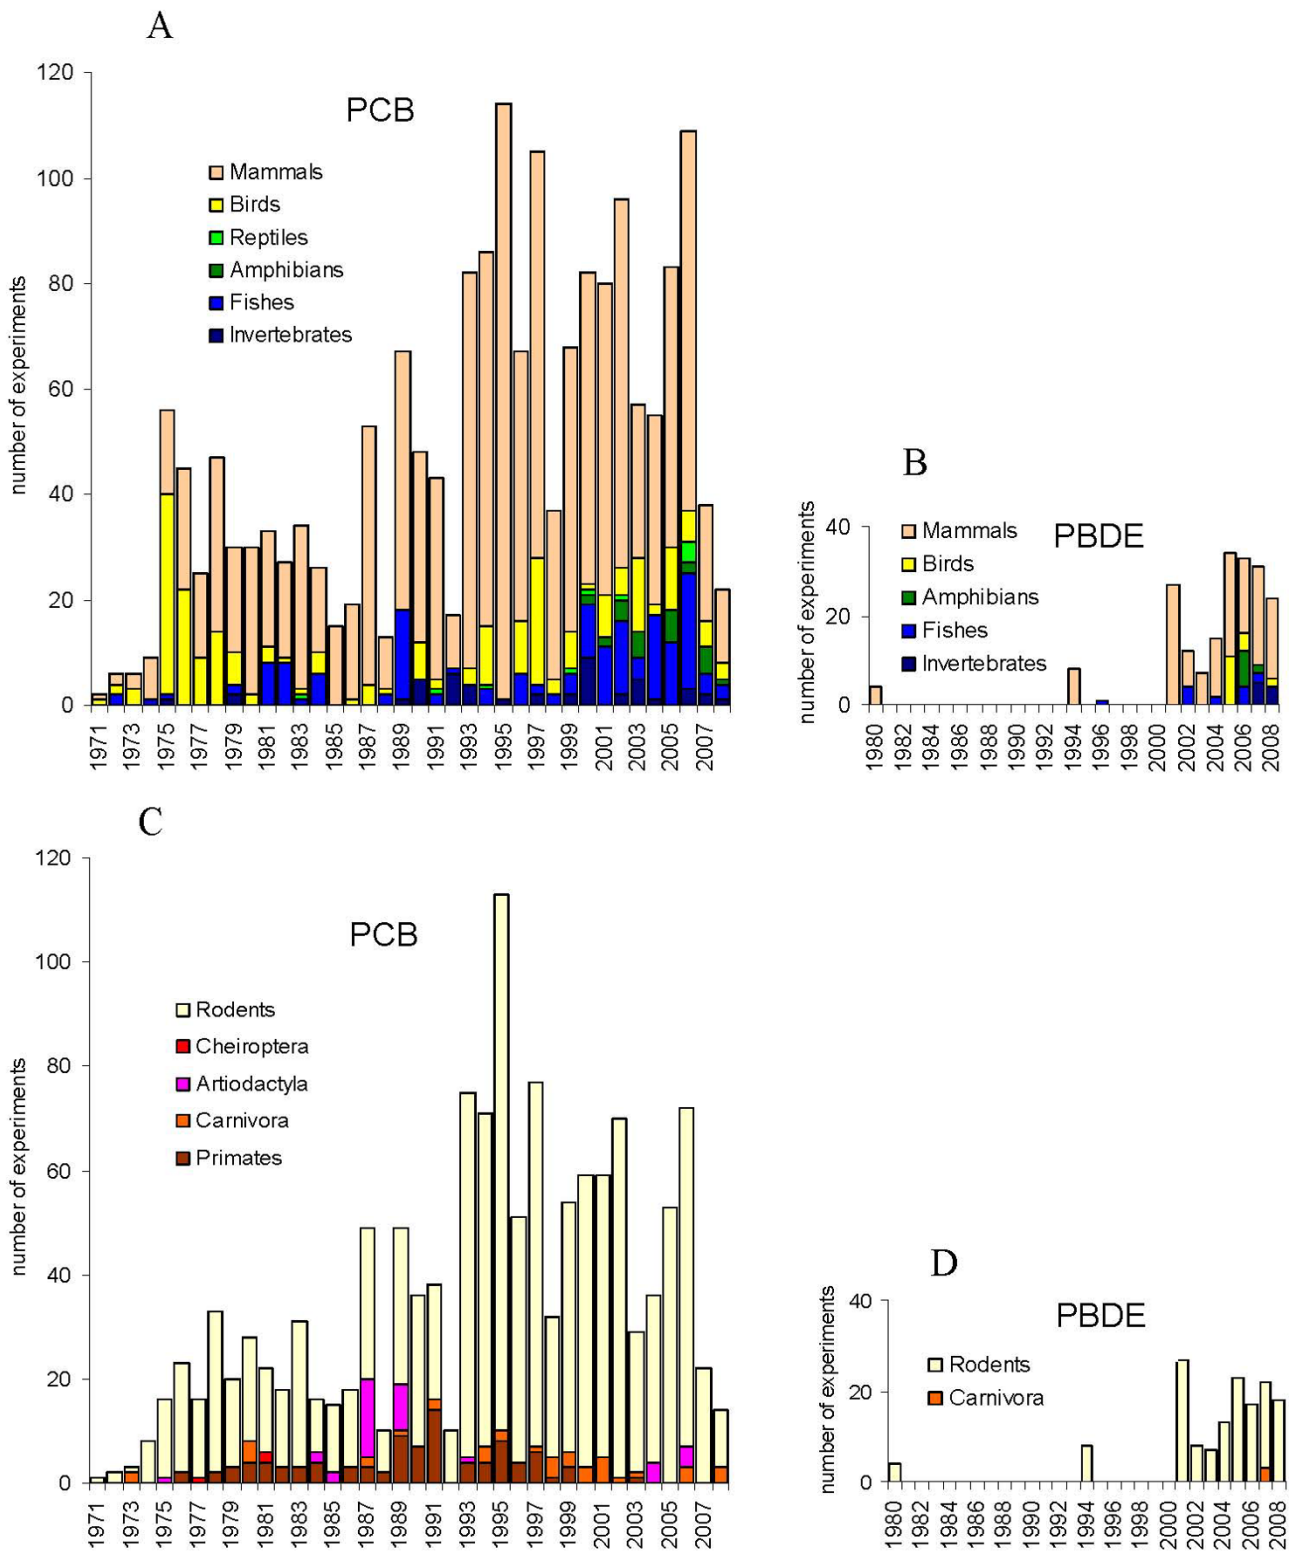 A
PCB
number of experiments
120
100
80
60
40
20
0
Mammals
Birds
Reptiles
Amphibians
Fishes
Invertebrates
1971
1973
1975
1977
1979
1981
1983
1985
1987
1989
1991
1993
1995
1997
1999
2001
2003
2005
2007
B
PBDE
number of experiments
40
20
0
Mammals
Birds
Amphibians
Fishes
Invertebrates
1980
1982
1984
1986
1988
1990
1992
1994
1996
1998
2000
2002
2004
2006
2008
C
PCB
number of experiments
120
100
80
60
40
20
0
Rodents
Cheiroptera
Artiodactyla
Carnivora
Primates
1971
1973
1975
1977
1979
1981
1983
1985
1987
1989
1991
1993
1995
1997
1999
2001
2003
2005
2007
D
PBDE
number of experiments
40
20
0
Rodents
Carnivora
1980
1982
1984
1986
1988
1990
1992
1994
1996
1998
2000
2002
2004
2006
2008